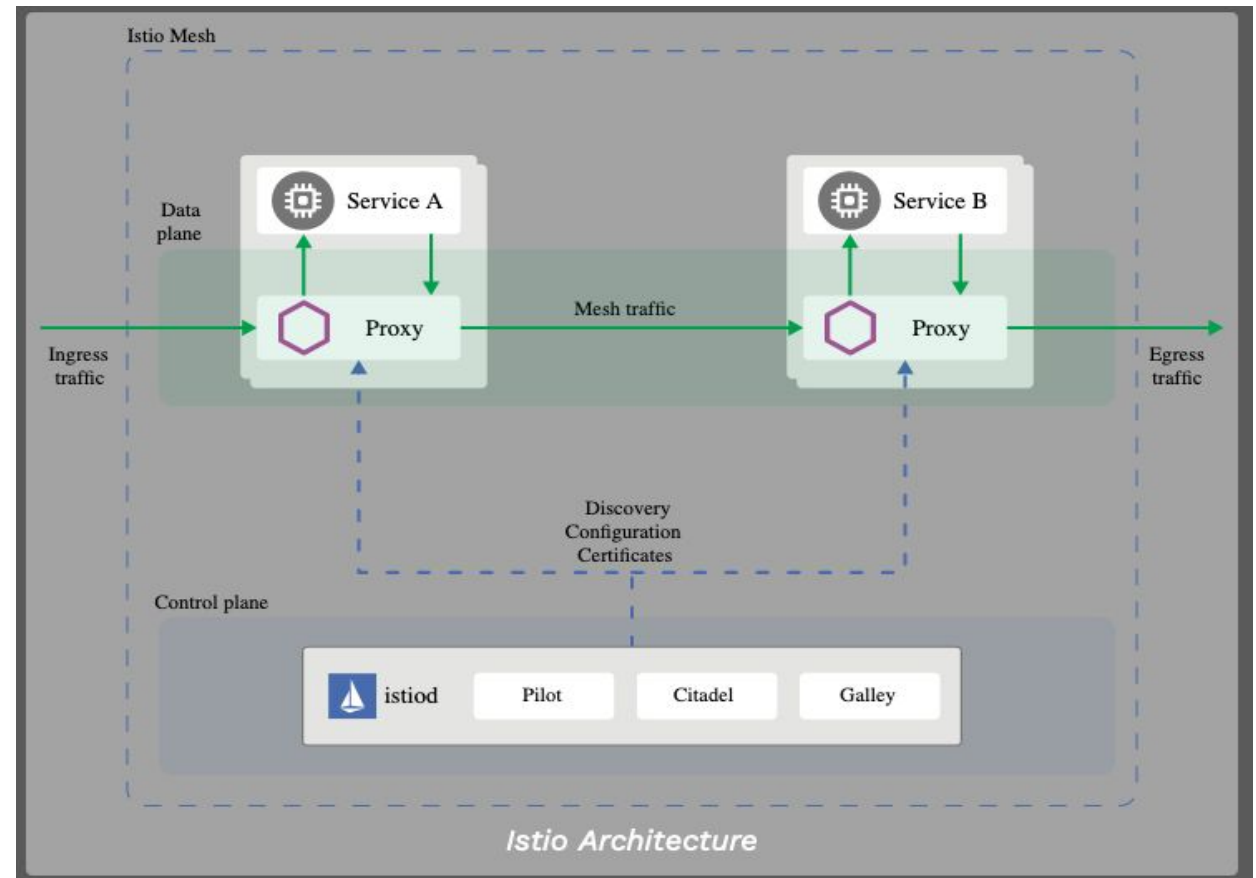 Istio Mesh
Service A
Service B
Data
plane
Mesh traffic
Proxy
Proxy
Ingress
traffic
Egress
traffic
Discovery
Configuration
Certificates
Control plane
istiod
Pilot
Citadel
Galley
Istio Architecture